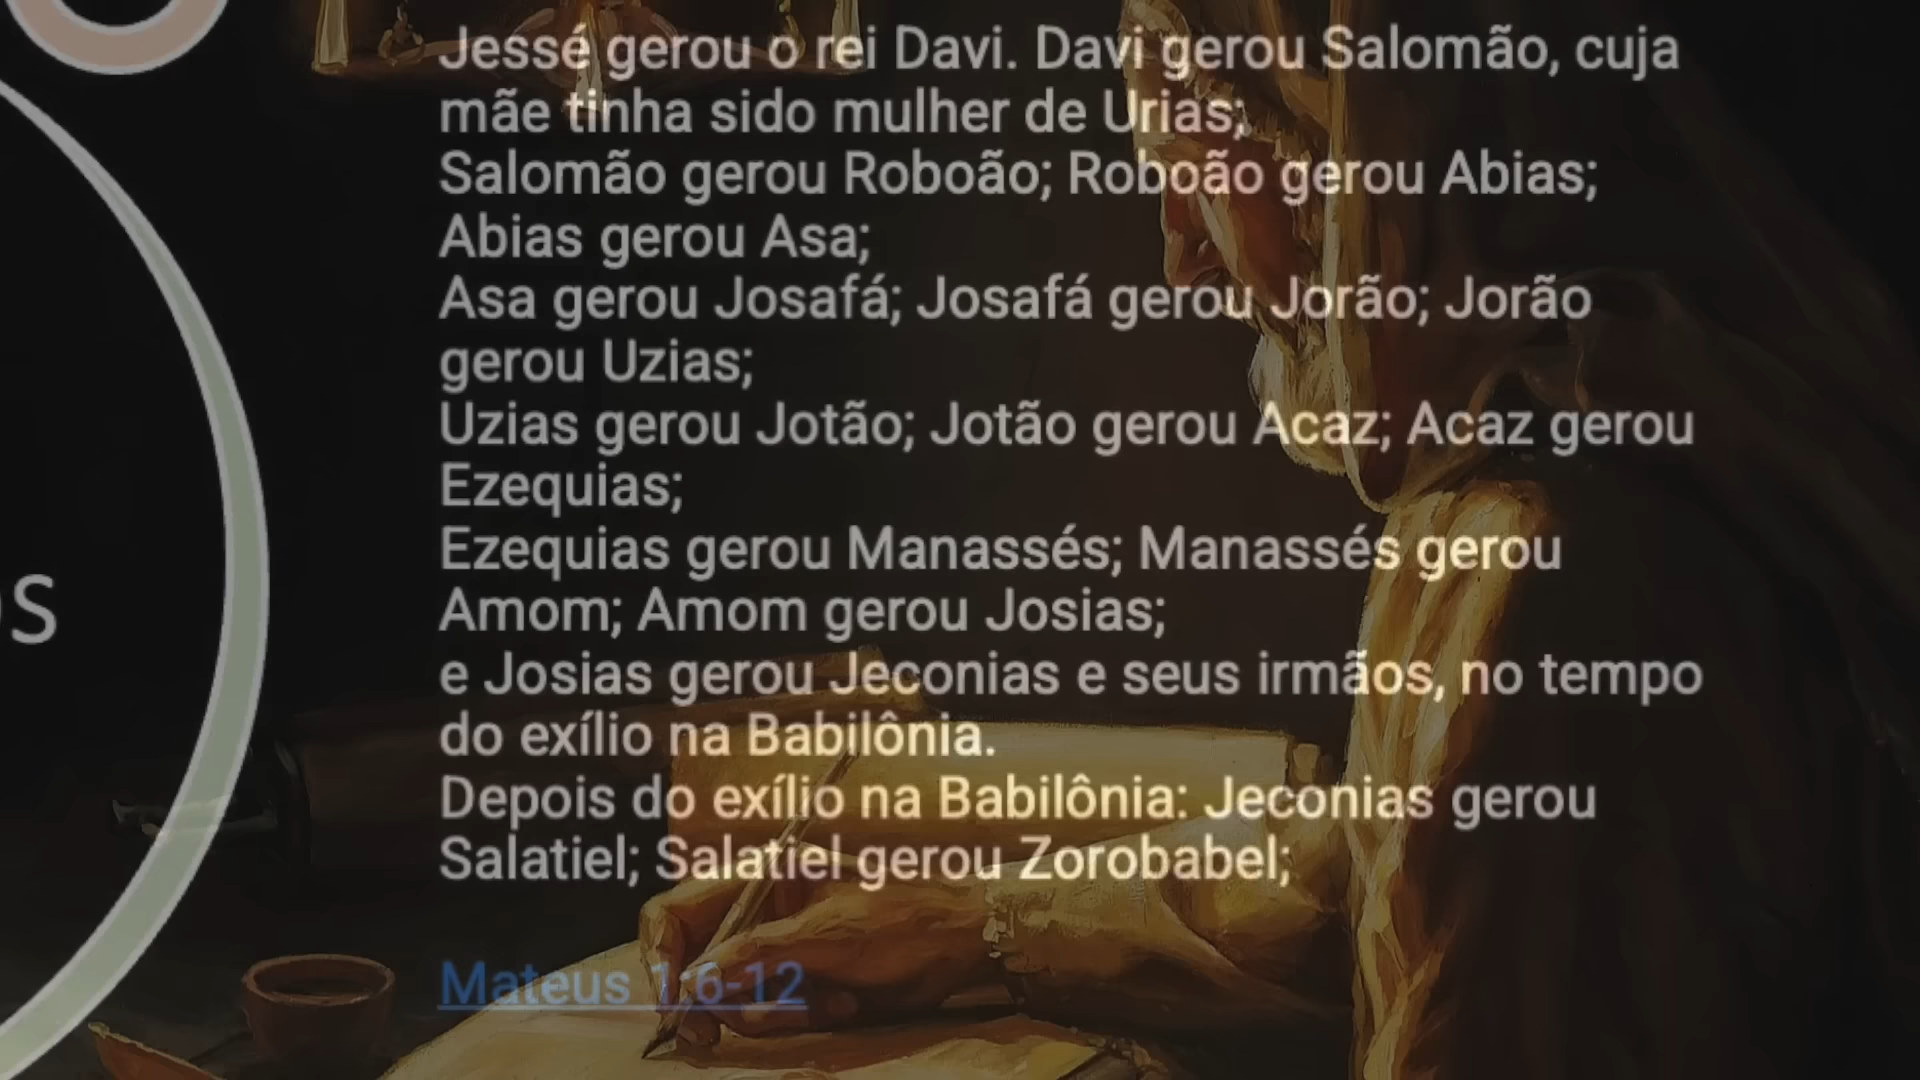 Jessé gerou o rei Davi. Davi gerou Salomão, cuja
mãe tinha sido mulher de Urias;
Salomão gerou Roboão; Roboão gerou Abias;
Abias gerou Asa;
Asa gerou Josafá; Josafá gerou Jorão; Jorão
gerou Uzias;
Uzias gerou Jotão; Jotão gerou Acaz; Acaz gerou
Ezequias;
Ezequias gerou Manassés; Manassés gerou
Amom; Amom gerou Josias;
e Josias gerou Jeconias e seus irmãos, no tempo
do exílio na Babilônia.
Depois do exílio na Babilônia: Jeconias gerou
Salatiel; Salatiel gerou Zorobabel;
Mateus 1:6-12